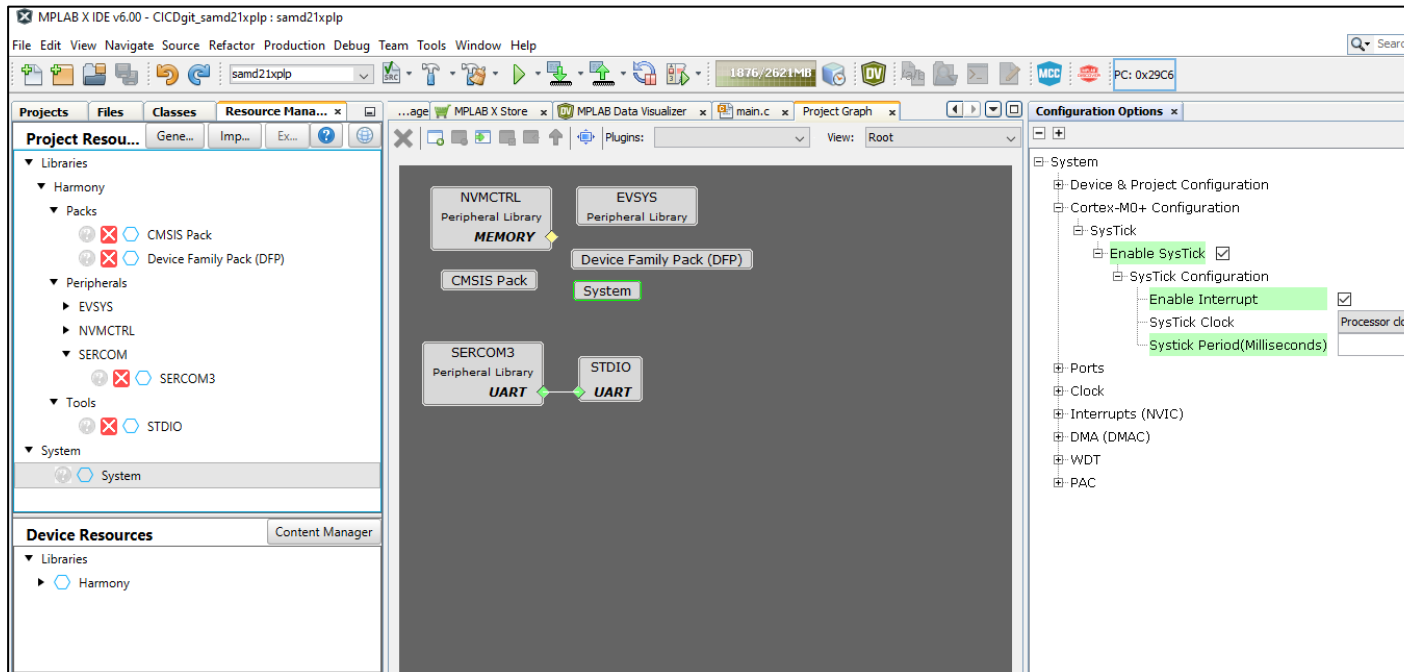 MPLAB X IDE v6.00 - CICDgit_samd21xplp : samd21xplp
File Edit View Navigate Source Refactor Production Debug Team Tools Window Help
Sear
samd21xplp
SRC
1876/2621MB
DV
MCC
PC: 0x29C6
Projects Files Classes Resource Mana... x
...age MPLAB X Store x MPLAB Data Visualizer x main.c x Project Graph x
Configuration Options x
Project Resou... Gene... Imp... Ex... ?
Plugins: View: Root
Libraries
Harmony
Packs
CMSIS Pack
Device Family Pack (DFP)
Peripherals
EVSYS
NVMCTRL
SERCOM
SERCOM3
Tools
STDIO
System
System
Device Resources Content Manager
Libraries
Harmony
NVMCTRL
Peripheral Library
MEMORY
EVSYS
Peripheral Library
Device Family Pack (DFP)
CMSIS Pack
System
SERCOM3
Peripheral Library
UART
STDIO
UART
System
Device & Project Configuration
Cortex-M0+ Configuration
SysTick
Enable SysTick
SysTick Configuration
Enable Interrupt
SysTick Clock Processor clo
Systick Period(Milliseconds)
Ports
Clock
Interrupts (NVIC)
DMA (DMAC)
WDT
PAC